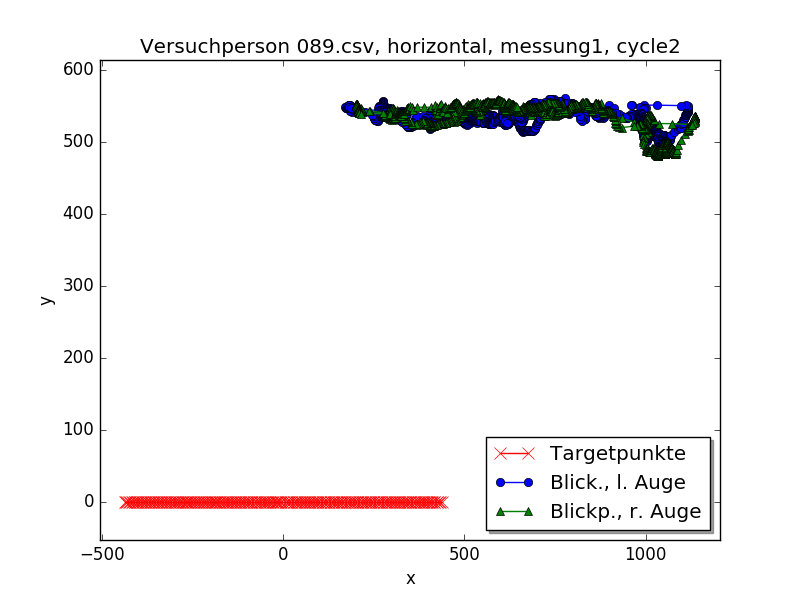 Versuchperson 089.csv, horizontal, messung1, cycle2
600
500
400
300
200
100
0
y
−500
0
500
1000
x
Targetpunkte
Blick., l. Auge
Blickp., r. Auge